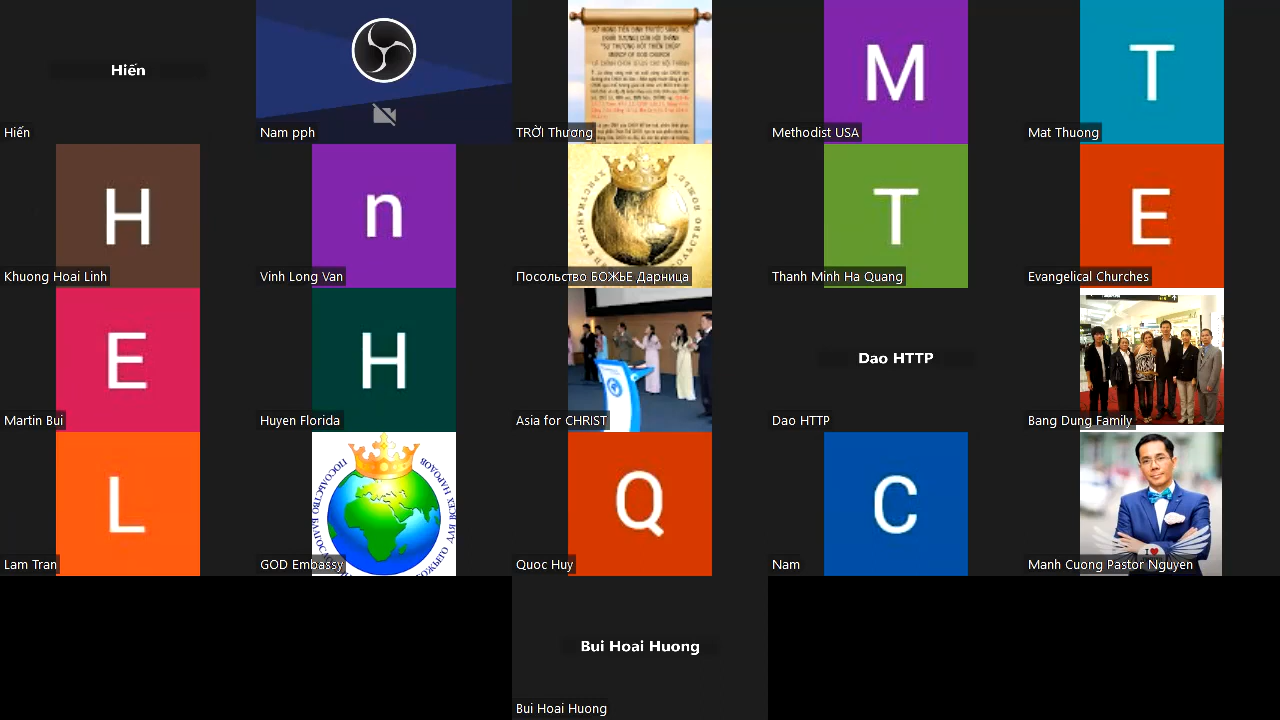 Hiến
Hiến
Nam pph
TRỜI Thương
M
Methodist USA
T
Mat Thuong
H
Khuong Hoai Linh
n
Vinh Long Van
Посольство БОЖЬЕ Дарница
T
Thanh Minh Ha Quang
E
Evangelical Churches
E
Martin Bui
H
Huyen Florida
Asia for CHRIST
Dao HTTP
Dao HTTP
Bang Dung Family
L
Lam Tran
GOD Embassy
Q
Quoc Huy
C
Nam
I
Manh Cuong Pastor Nguyen
Bui Hoai Huong
Bui Hoai Huong